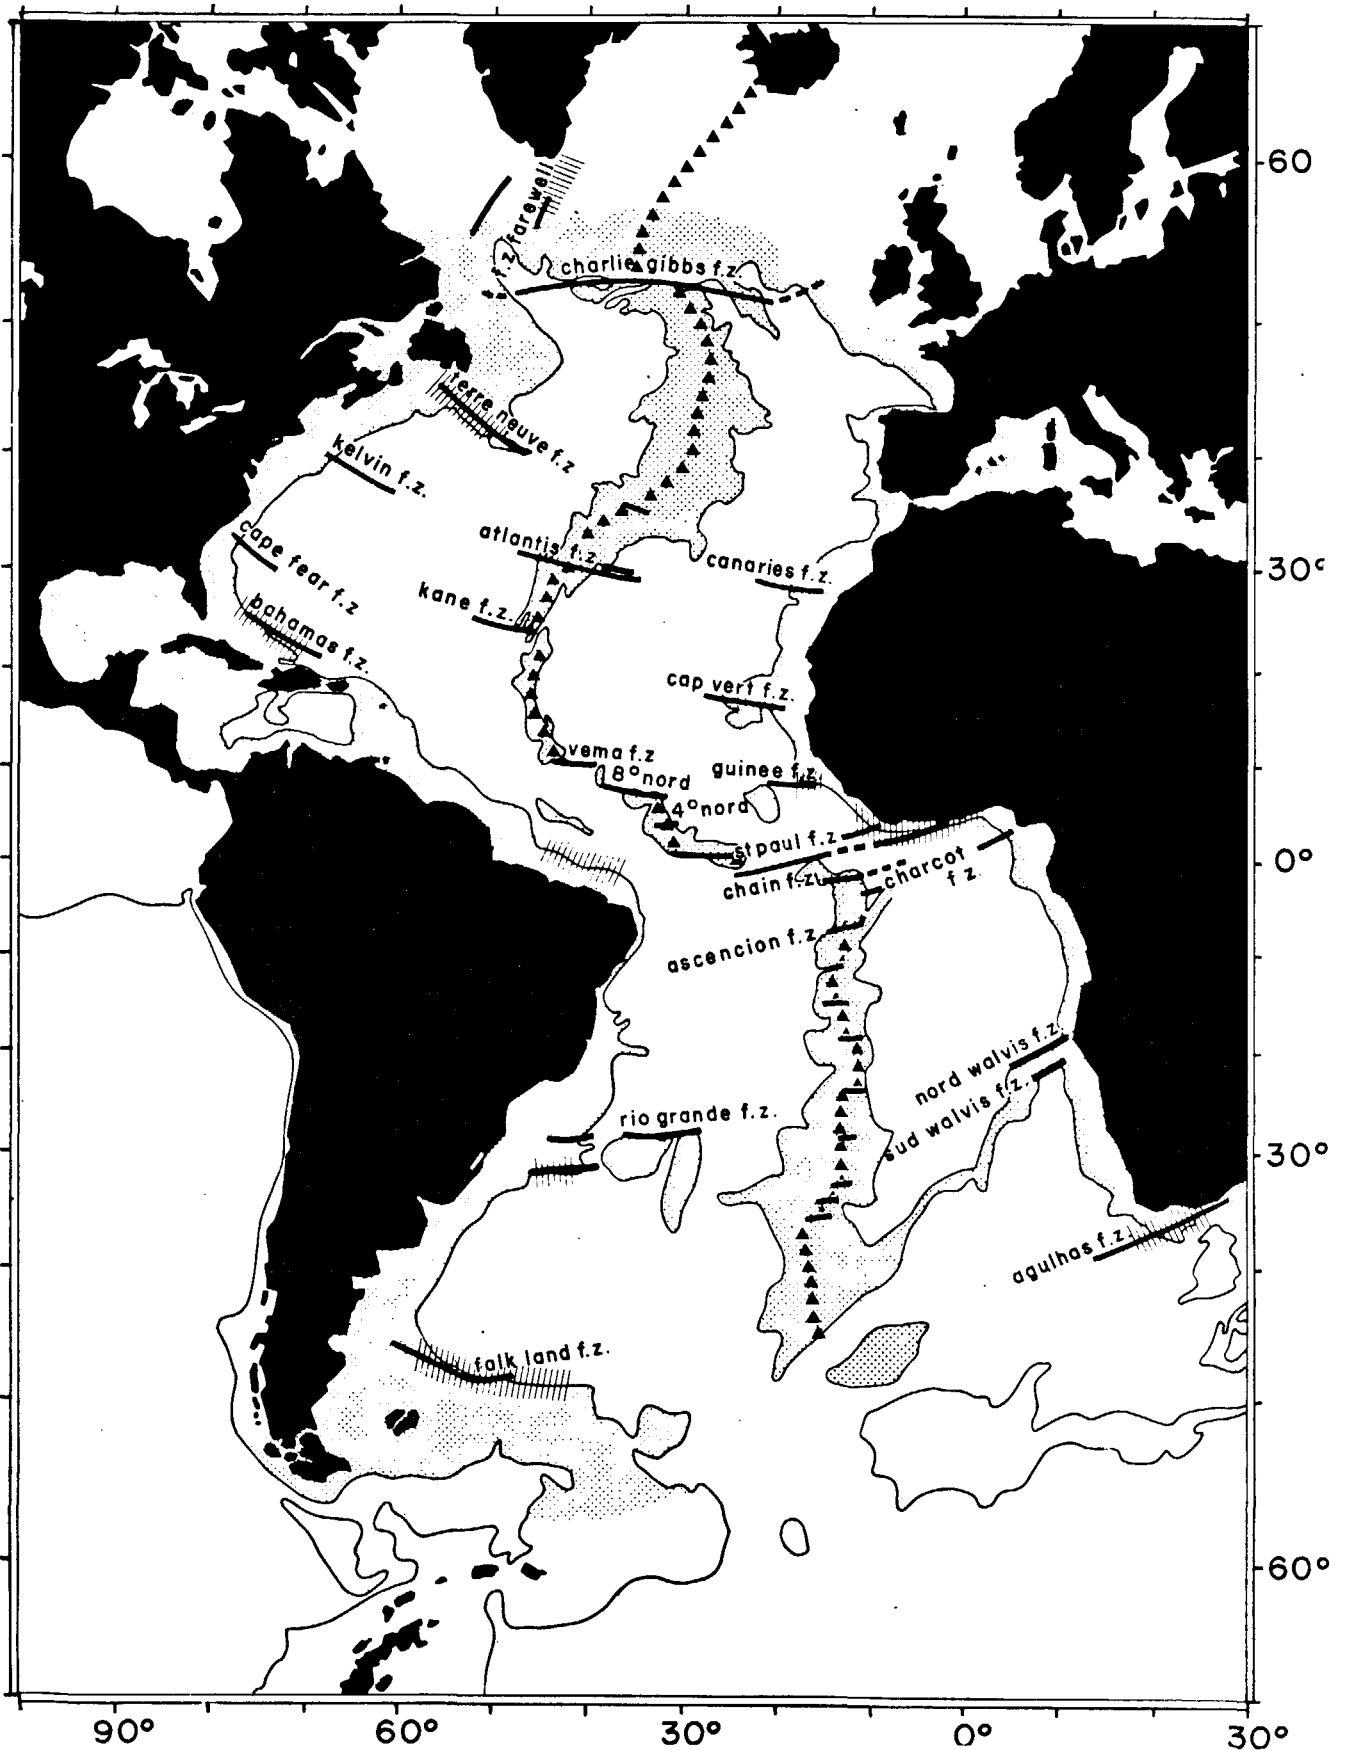 60
f.z. farewell
charlie gibbs f.z
terre neuve f.z
kelvin f.z.
atlantis f.z.
cape fear f.z
canaries f.z.
30°
kane f.z.
bahamas f.z.
cap vert f.z.
vema f.z
8° nord
guinee f.z.
4° nord
st paul f.z
0°
chain f.z.
charcot
f z.
ascencion f.z.
nord walvis f.z.
sud walvis f.z.
rio grande f.z.
30°
agulhas f.z.
falk land f.z.
60°
90°
60°
30°
0°
30°